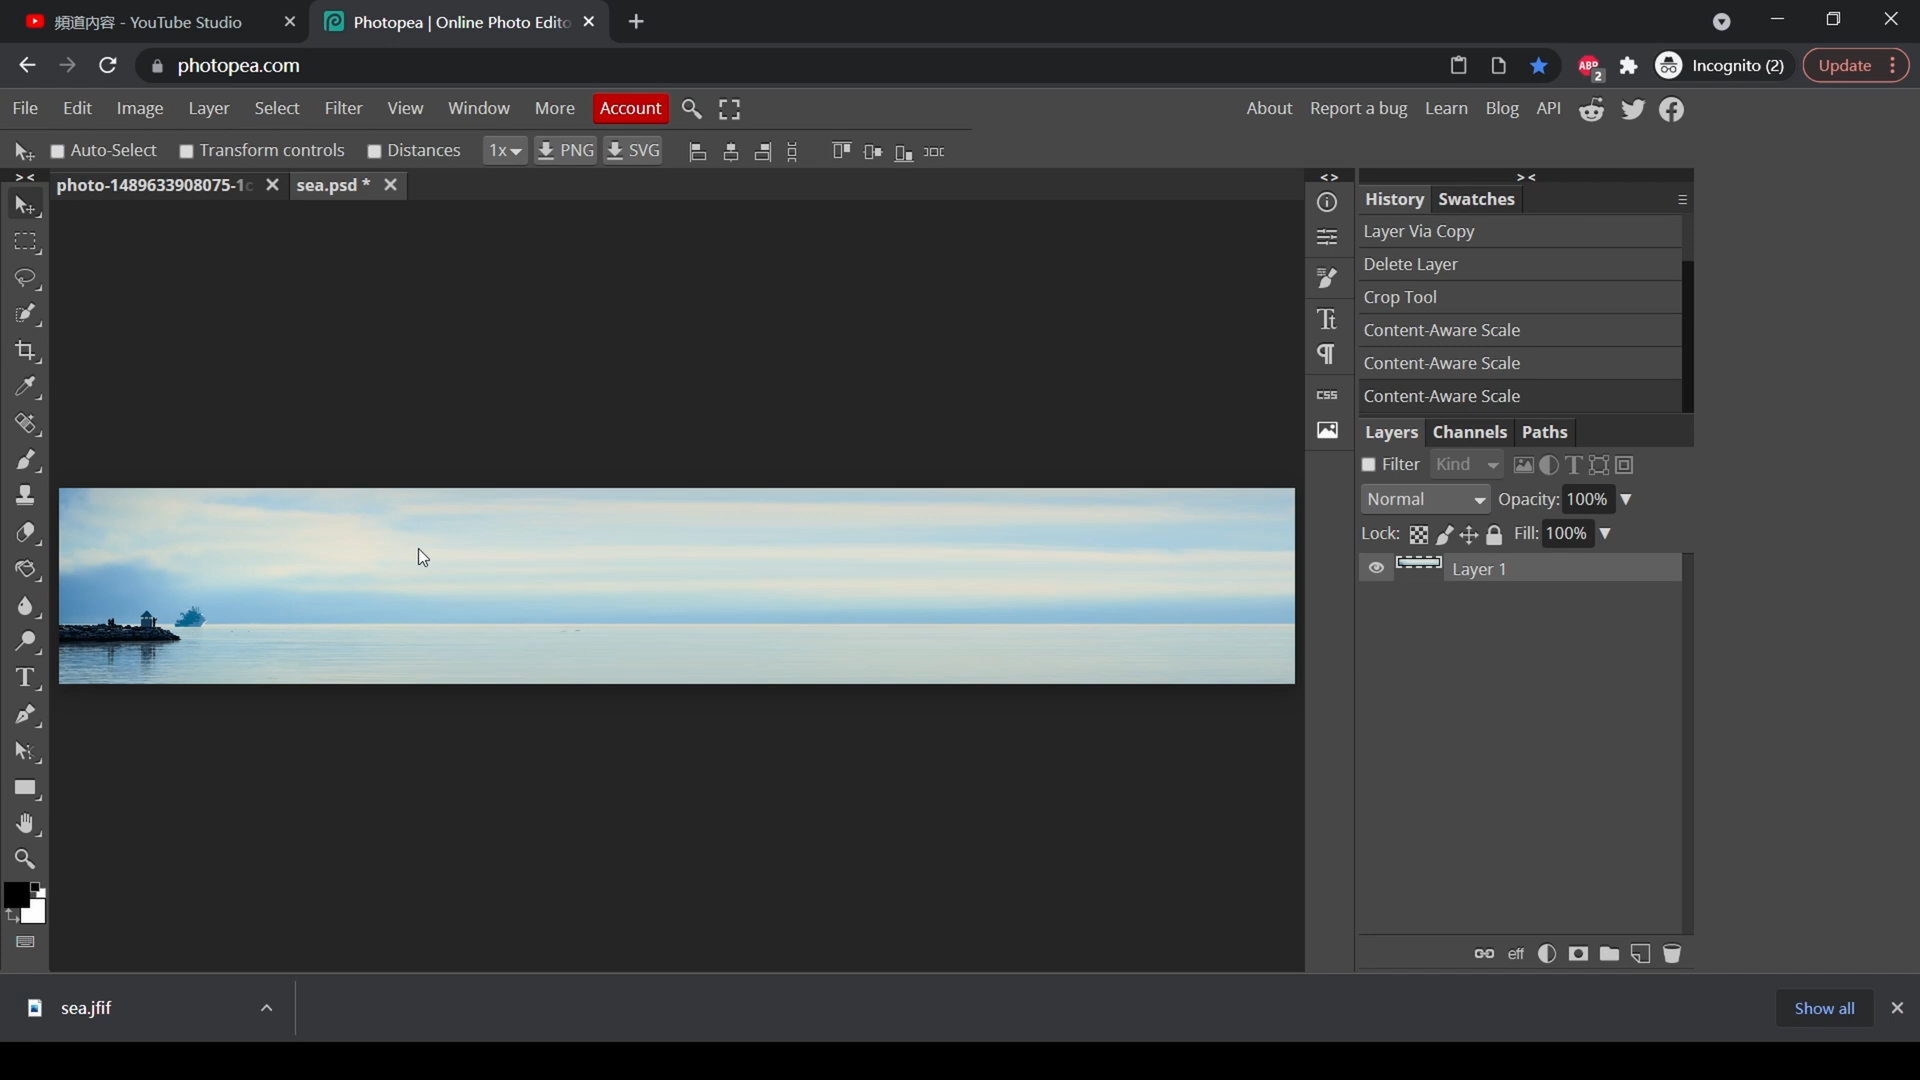 頻道內容 - YouTube Studio
Photopea | Online Photo Edito
photopea.com
ABP
2
Incognito (2)
Update
File Edit Image Layer Select Filter View Window More Account
About Report a bug Learn Blog API
Auto-Select Transform controls Distances 1x PNG SVG
photo-1489633908075-1c
sea.psd *
History Swatches
Layer Via Copy
Delete Layer
Crop Tool
Content-Aware Scale
Content-Aware Scale
Content-Aware Scale
CSS
Layers Channels Paths
Filter Kind
Normal Opacity: 100%
Lock: Fill: 100%
Layer 1
eff
sea.jfif
Show all